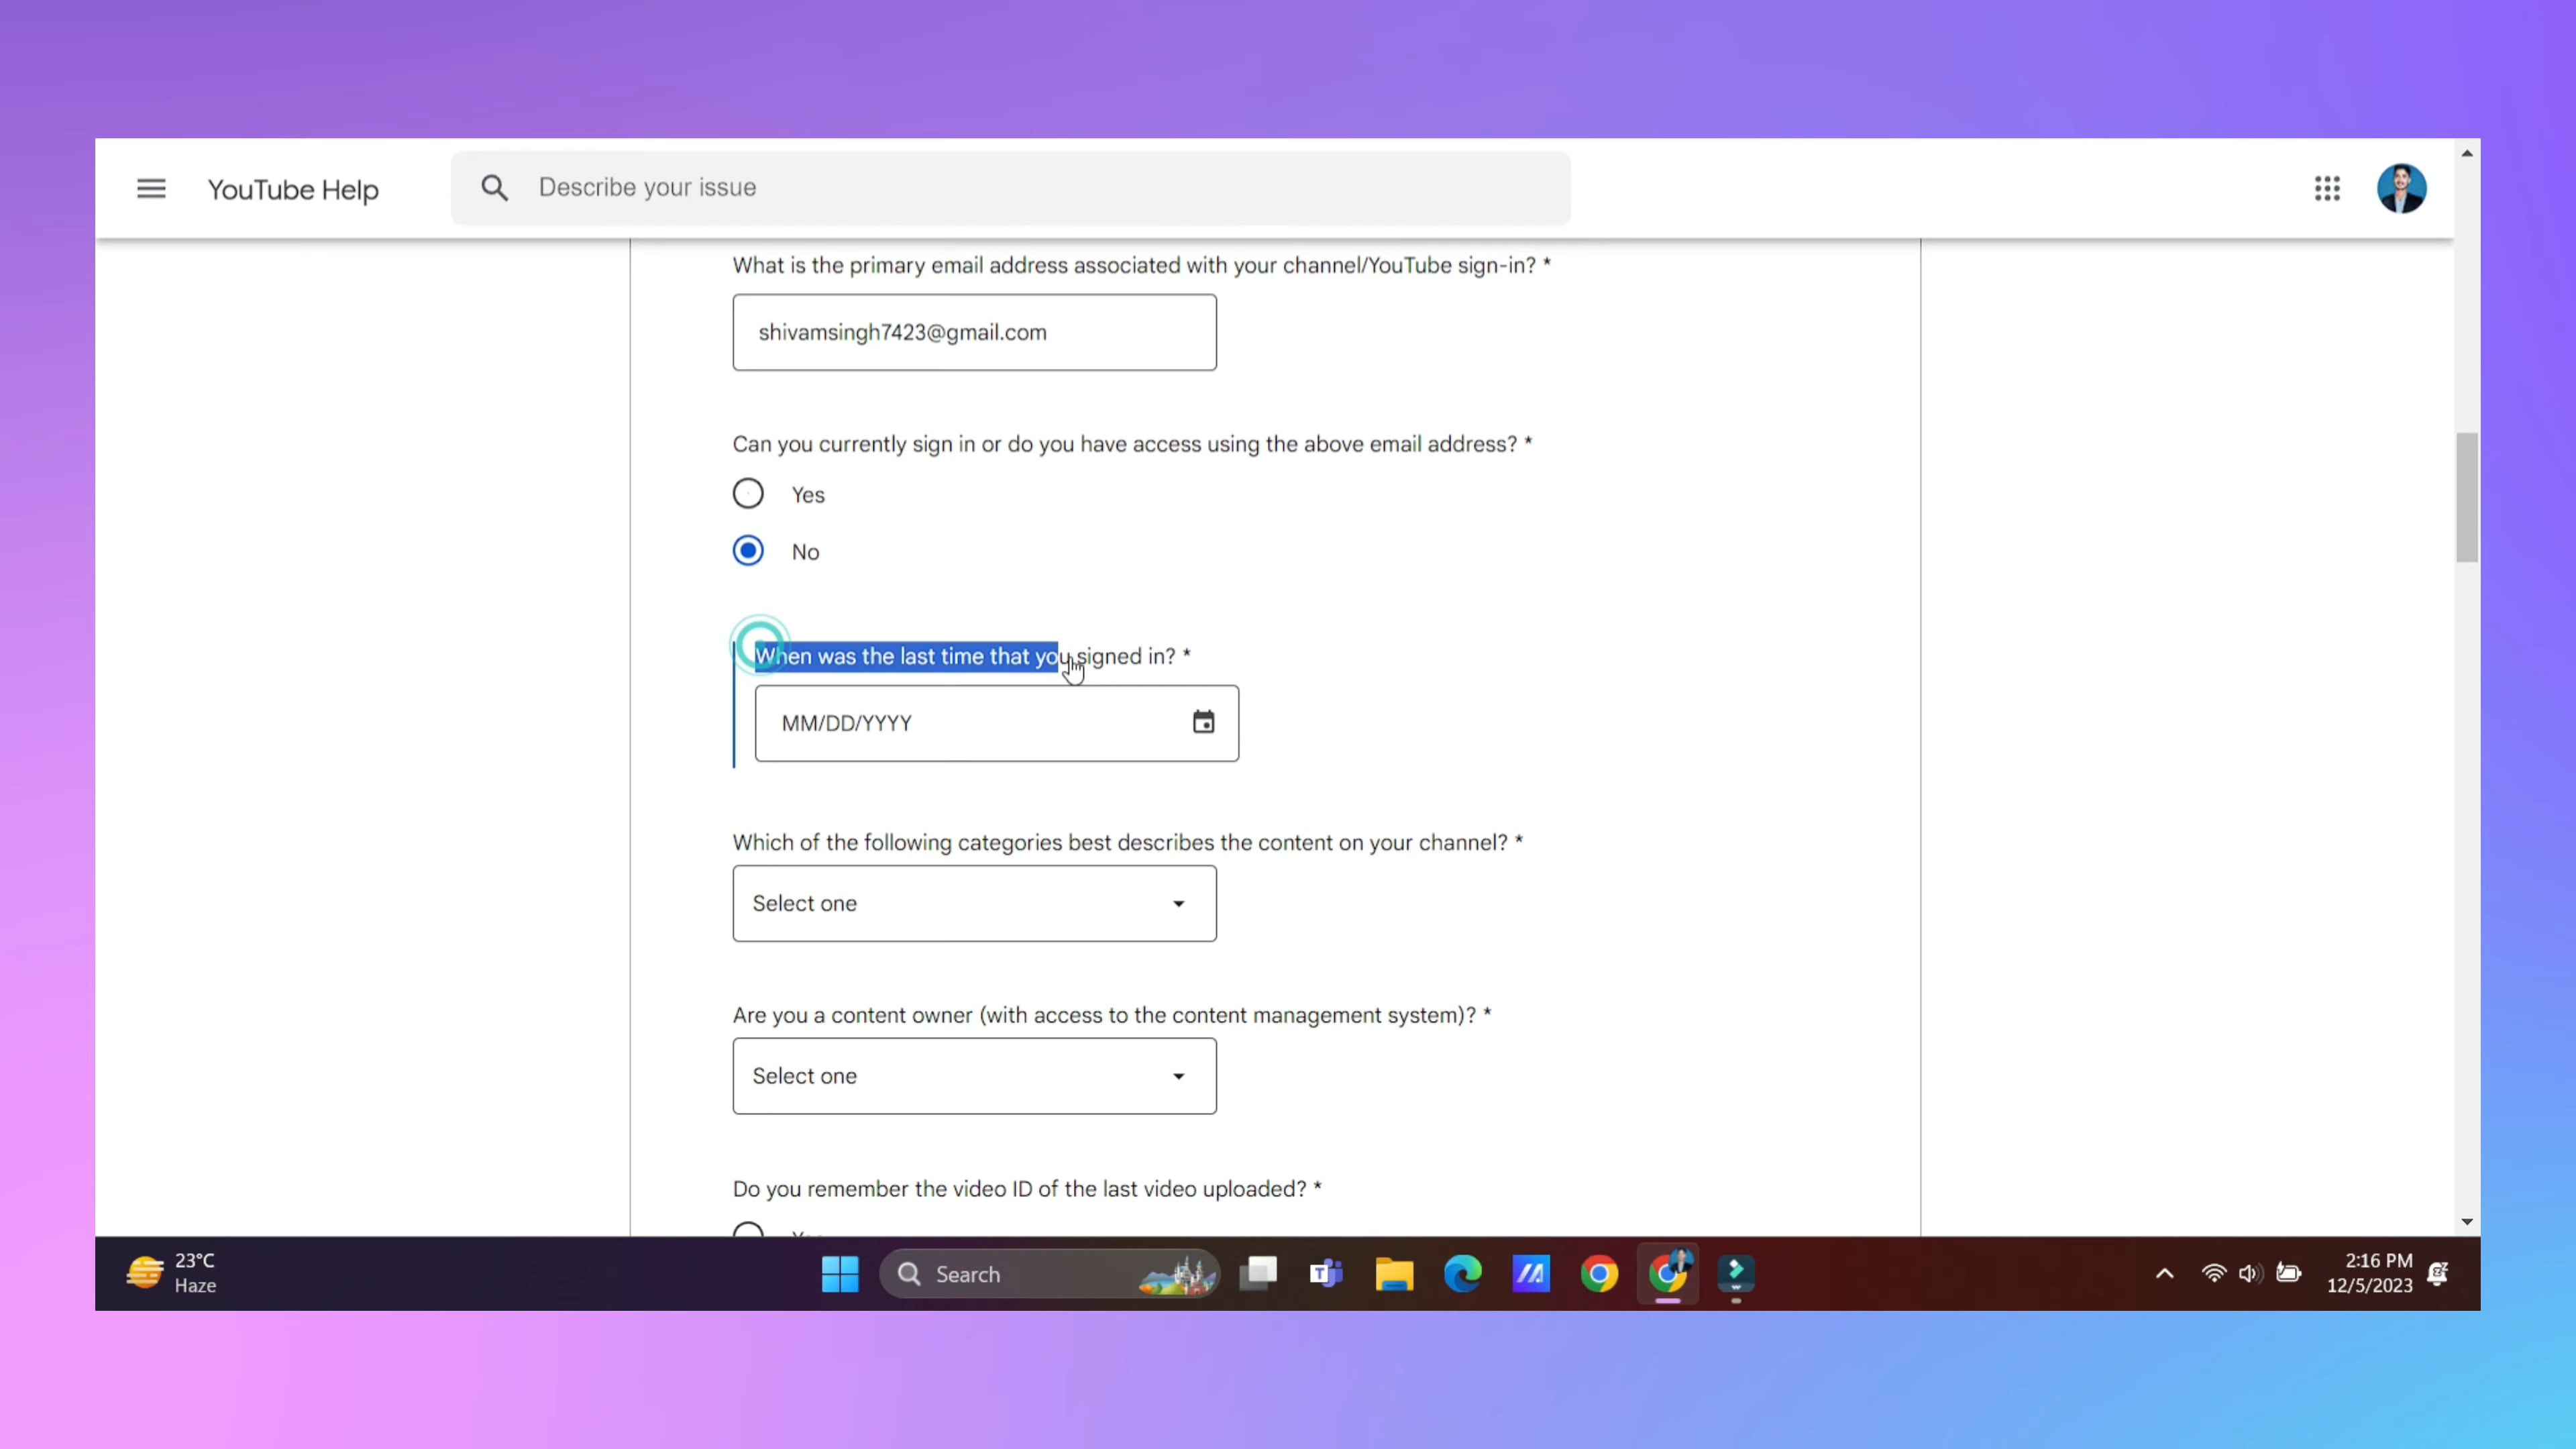 YouTube Help
Describe your issue
What is the primary email address associated with your channel/YouTube sign-in? *
shivamsingh7423@gmail.com
Can you currently sign in or do you have access using the above email address? *
Yes
No
When was the last time that you signed in? *
MM/DD/YYYY
Which of the following categories best describes the content on your channel? *
Select one
Are you a content owner (with access to the content management system)? *
Select one
Do you remember the video ID of the last video uploaded? *
23°C
Haze
Search
2:16 PM
12/5/2023